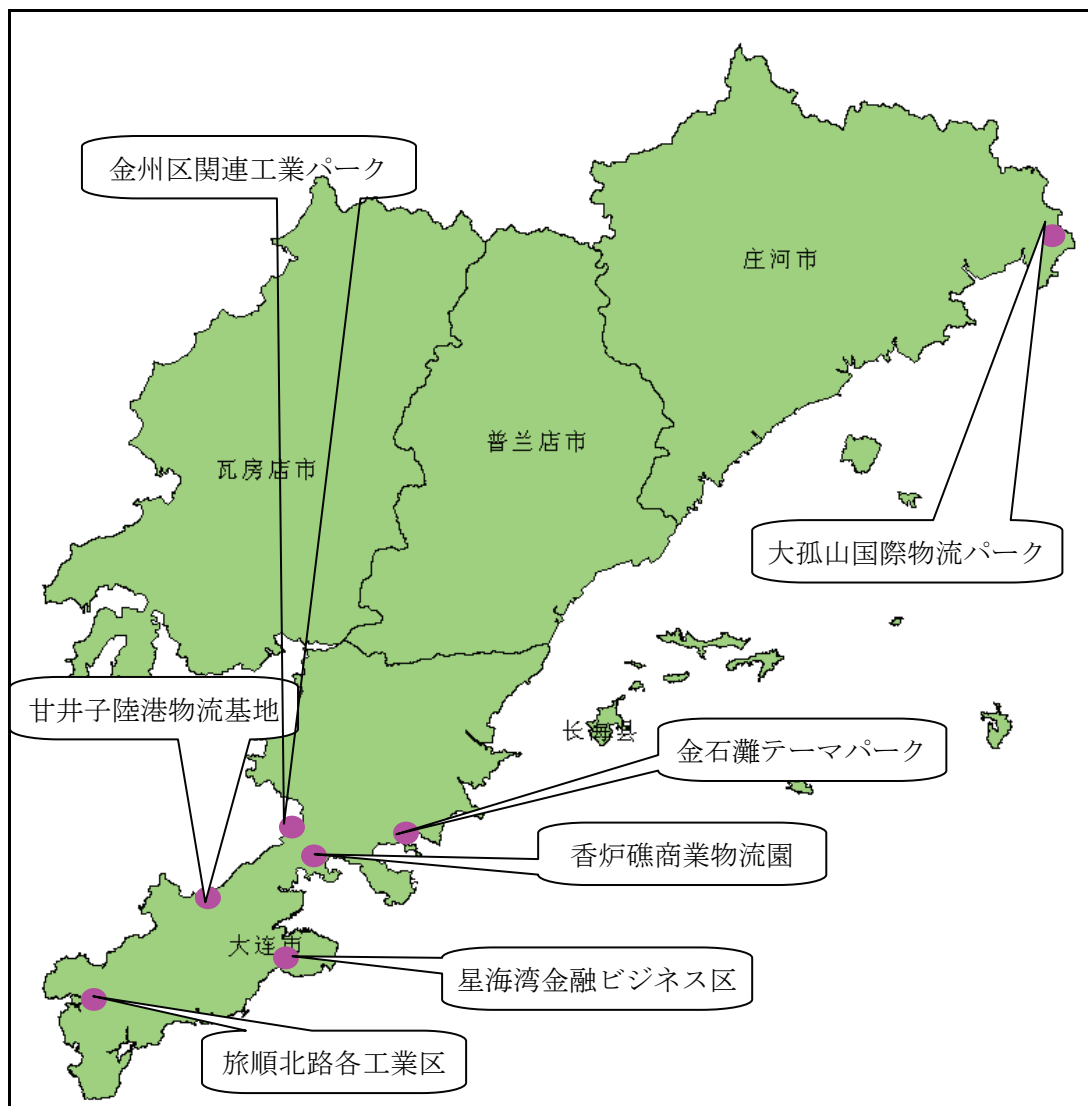 金州区関連工業パーク
庄河市
普兰店市
瓦房店市
大孤山国際物流パーク
甘井子陸港物流基地
长海县
金石灘テーマパーク
香炉礁商業物流園
大连市
星海湾金融ビジネス区
旅順北路各工業区